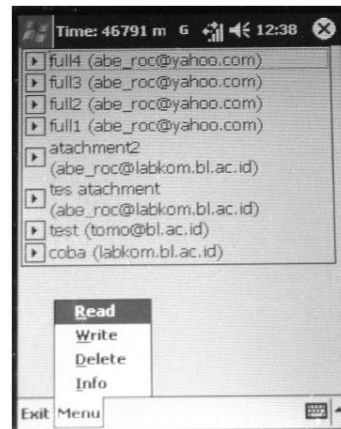 Time: 46791 m G 12:38
full4 (abe_roc@yahoo.com)
full3 (abe_roc@yahoo.com)
full2 (abe_roc@yahoo.com)
full1 (abe_roc@yahoo.com)
atachment2
(abe_roc@labkom.bl.ac.id)
tes atachment
(abe_roc@labkom.bl.ac.id)
test (tomo@bl.ac.id)
coba (labkom.bl.ac.id)
Read
Write
Delete
Info
Exit Menu